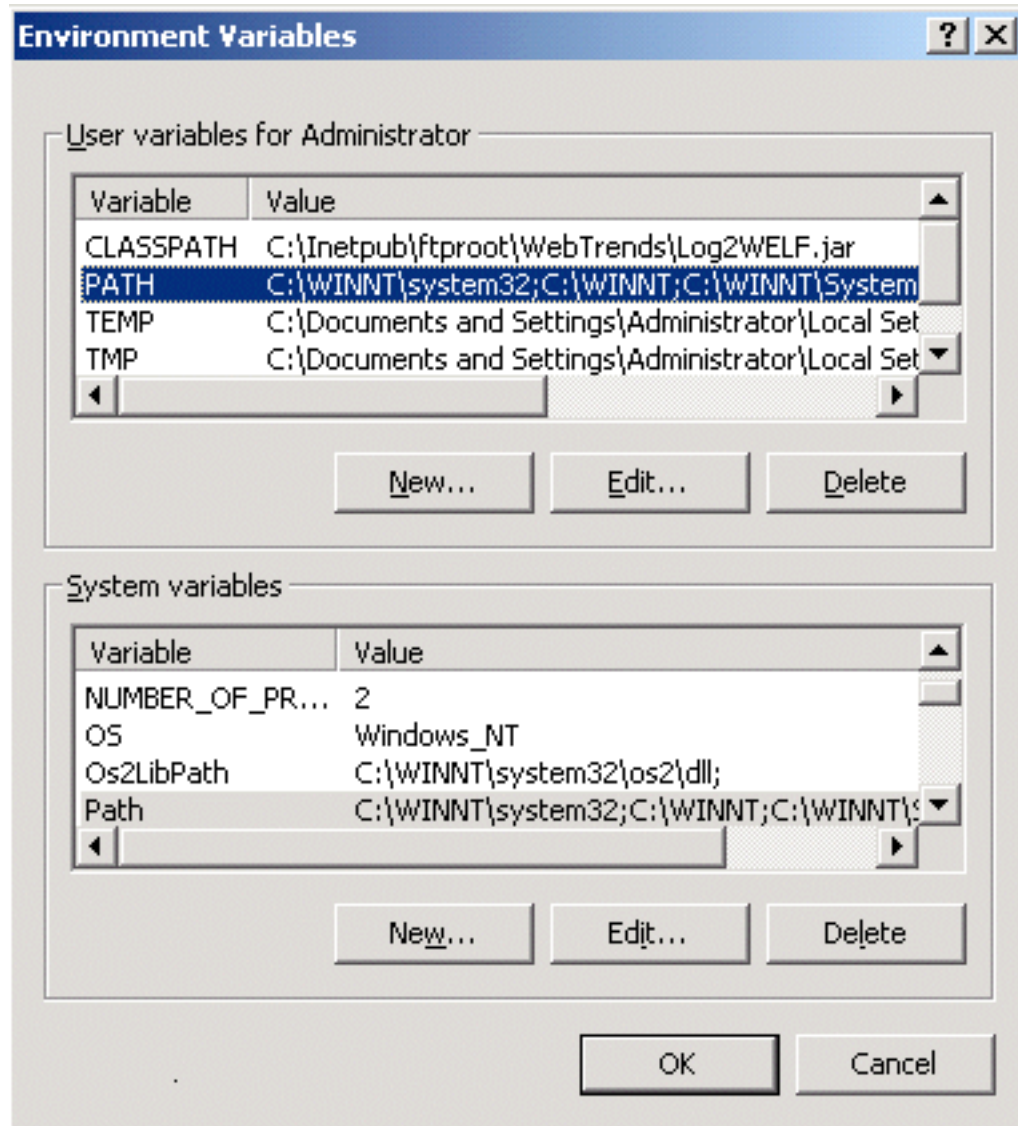 Environment Variables
User variables for Administrator
Variable Value
CLASSPATH C:\Inetpub\ftproot\WebTrends\Log2WELF.jar
PATH C:\WINNT\system32;C:\WINNT;C:\WINNT\System
TEMP C:\Documents and Settings\Administrator\Local Set
TMP C:\Documents and Settings\Administrator\Local Set
New... Edit... Delete
System variables
Variable Value
NUMBER_OF_PR... 2
OS Windows_NT
Os2LibPath C:\WINNT\system32\os2\dll;
Path C:\WINNT\system32;C:\WINNT;C:\WINNT\S
New... Edit... Delete
OK Cancel